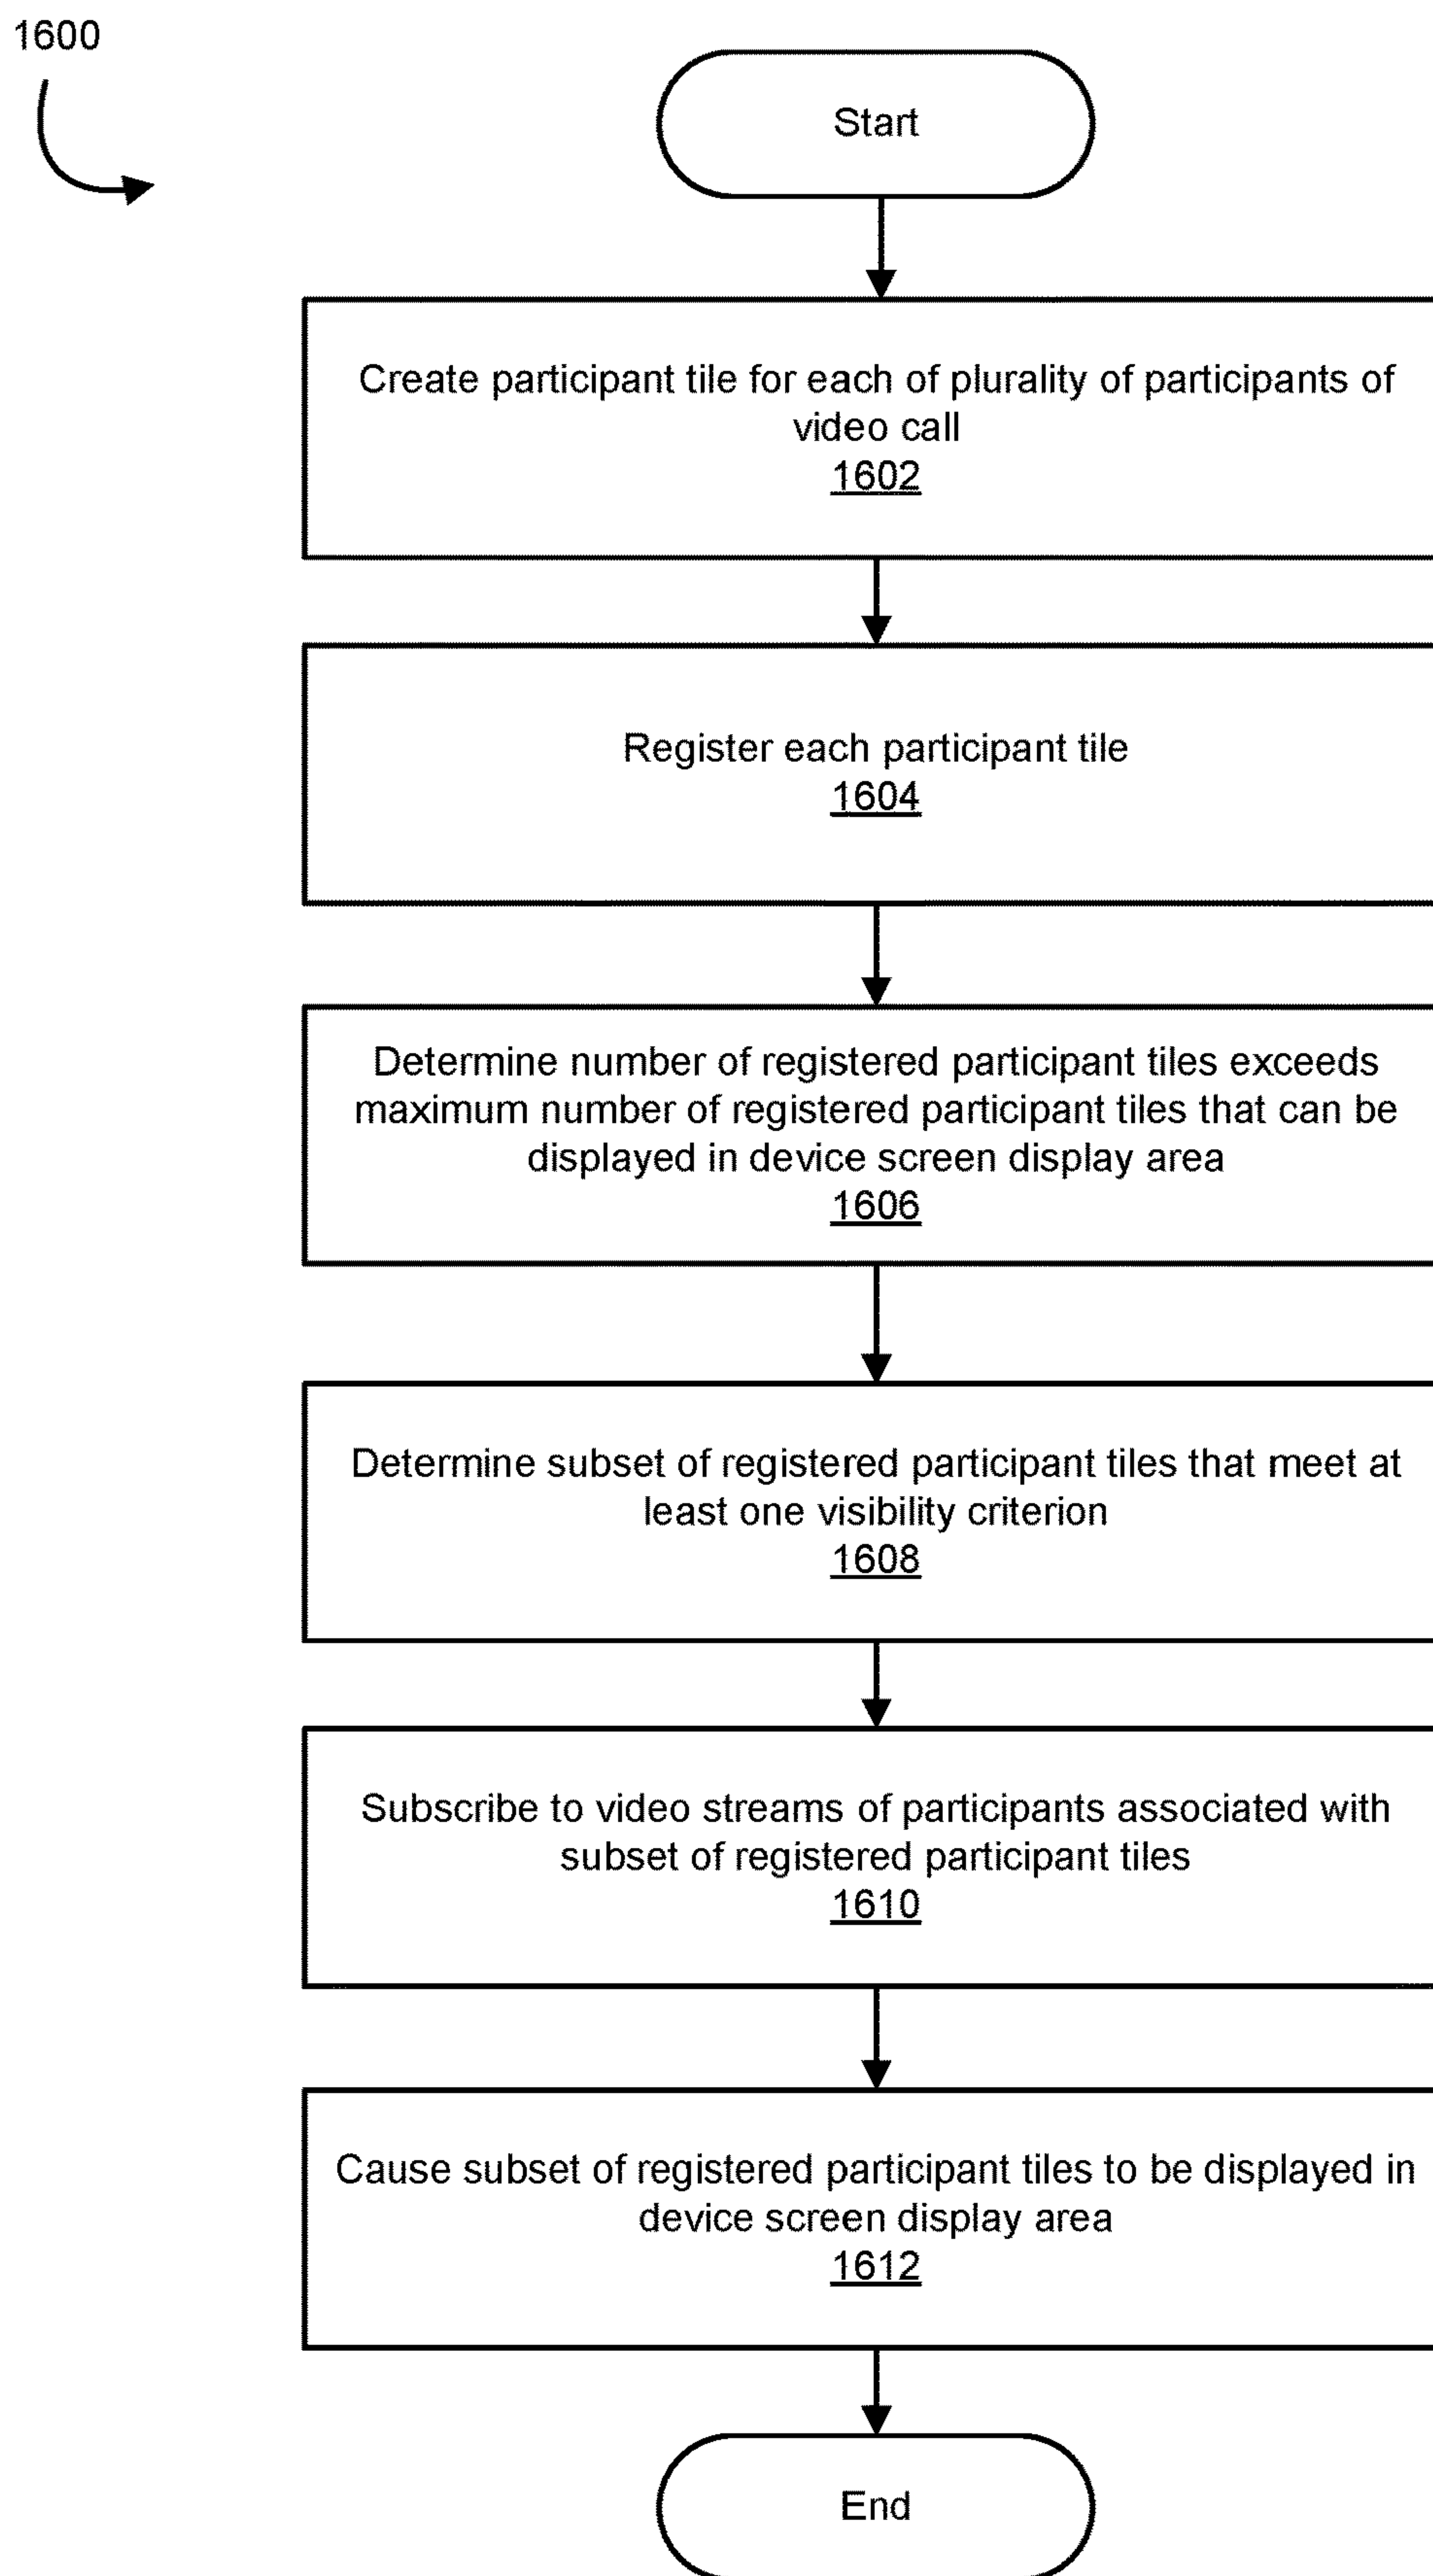 1600
Start
Create participant tile for each of plurality of participants of
video call
1602
Register each participant tile
1604
Determine number of registered participant tiles exceeds
maximum number of registered participant tiles that can be
displayed in device screen display area
1606
Determine subset of registered participant tiles that meet at
least one visibility criterion
1608
Subscribe to video streams of participants associated with
subset of registered participant tiles
1610
Cause subset of registered participant tiles to be displayed in
device screen display area
1612
End